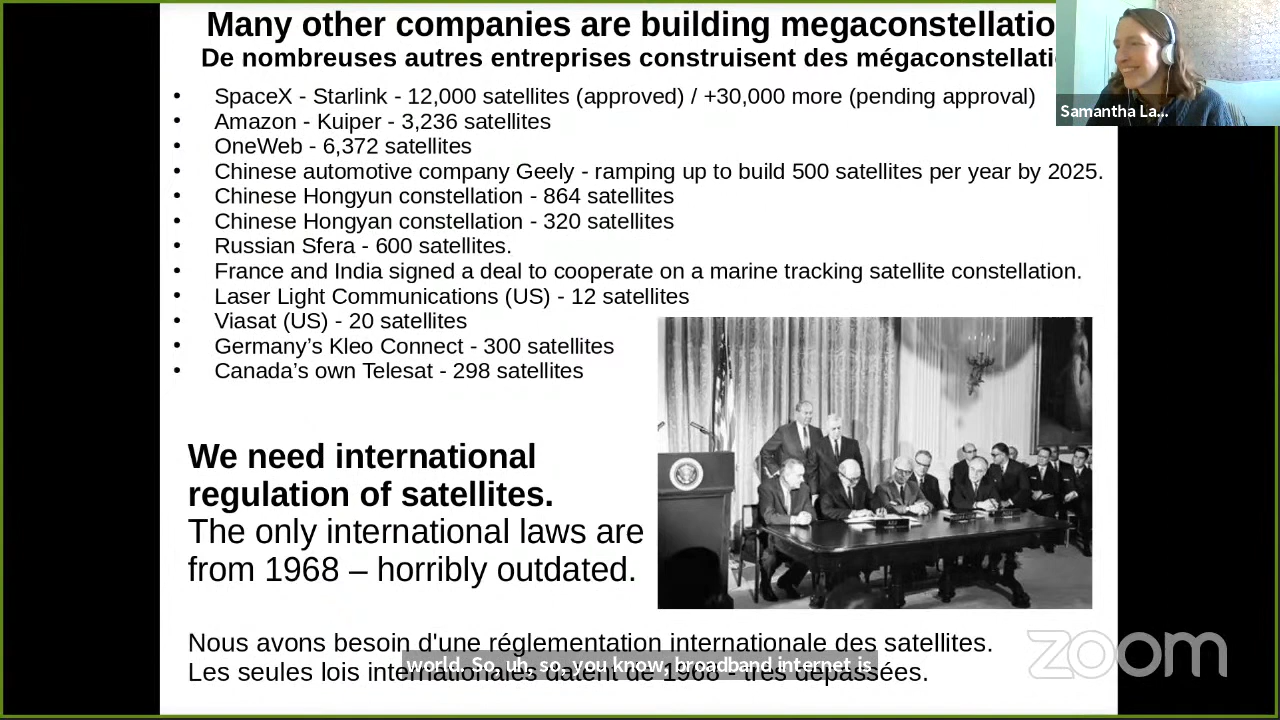 Many other companies are building megaconstellatio
De nombreuses autres entreprises construisent des mégaconstellati
Samantha La...
• SpaceX - Starlink - 12,000 satellites (approved) / +30,000 more (pending approval)
• Amazon - Kuiper - 3,236 satellites
• OneWeb - 6,372 satellites
• Chinese automotive company Geely - ramping up to build 500 satellites per year by 2025.
• Chinese Hongyun constellation - 864 satellites
• Chinese Hongyan constellation - 320 satellites
• Russian Sfera - 600 satellites.
• France and India signed a deal to cooperate on a marine tracking satellite constellation.
• Laser Light Communications (US) - 12 satellites
• Viasat (US) - 20 satellites
• Germany’s Kleo Connect - 300 satellites
• Canada’s own Telesat - 298 satellites
We need international
regulation of satellites.
The only international laws are
from 1968 – horribly outdated.
Nous avons besoin d'une réglementation internationale des satellites.
world. So, uh, so, you know, broadband internet is
Les seules lois internationales datent de 1968 - très dépassées.
zoom